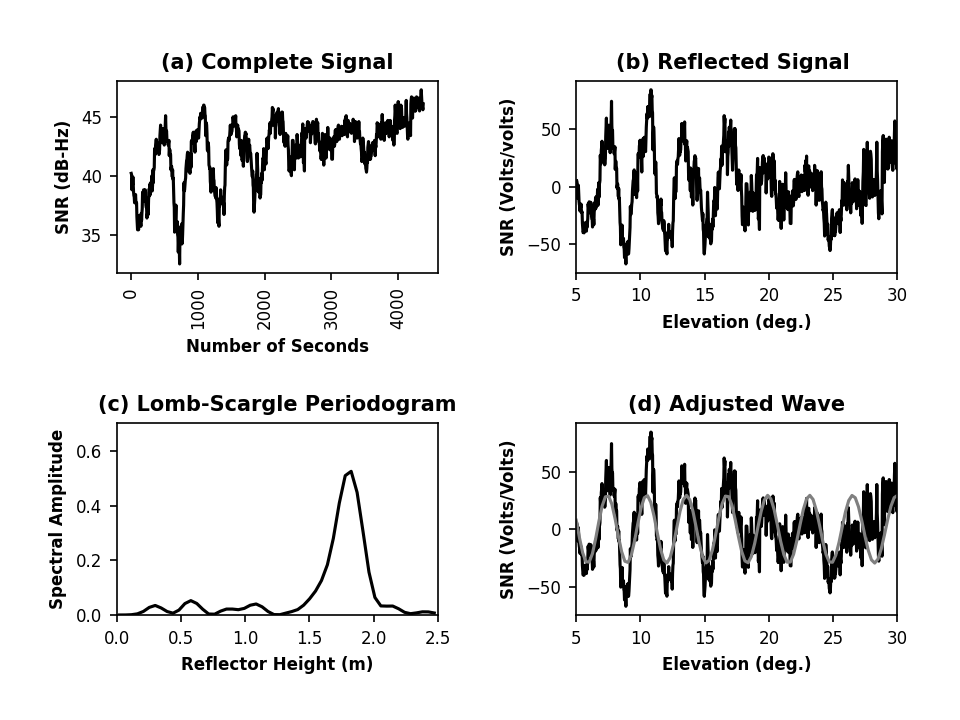 (a) Complete Signal
SNR (dB-Hz)
45
40
35
0
1000
2000
3000
4000
Number of Seconds
(b) Reflected Signal
SNR (Volts/volts)
50
0
−50
5 10 15 20 25 30
Elevation (deg.)
(c) Lomb-Scargle Periodogram
Spectral Amplitude
0.6
0.4
0.2
0.0
0.0 0.5 1.0 1.5 2.0 2.5
Reflector Height (m)
(d) Adjusted Wave
SNR (Volts/Volts)
50
0
−50
5 10 15 20 25 30
Elevation (deg.)